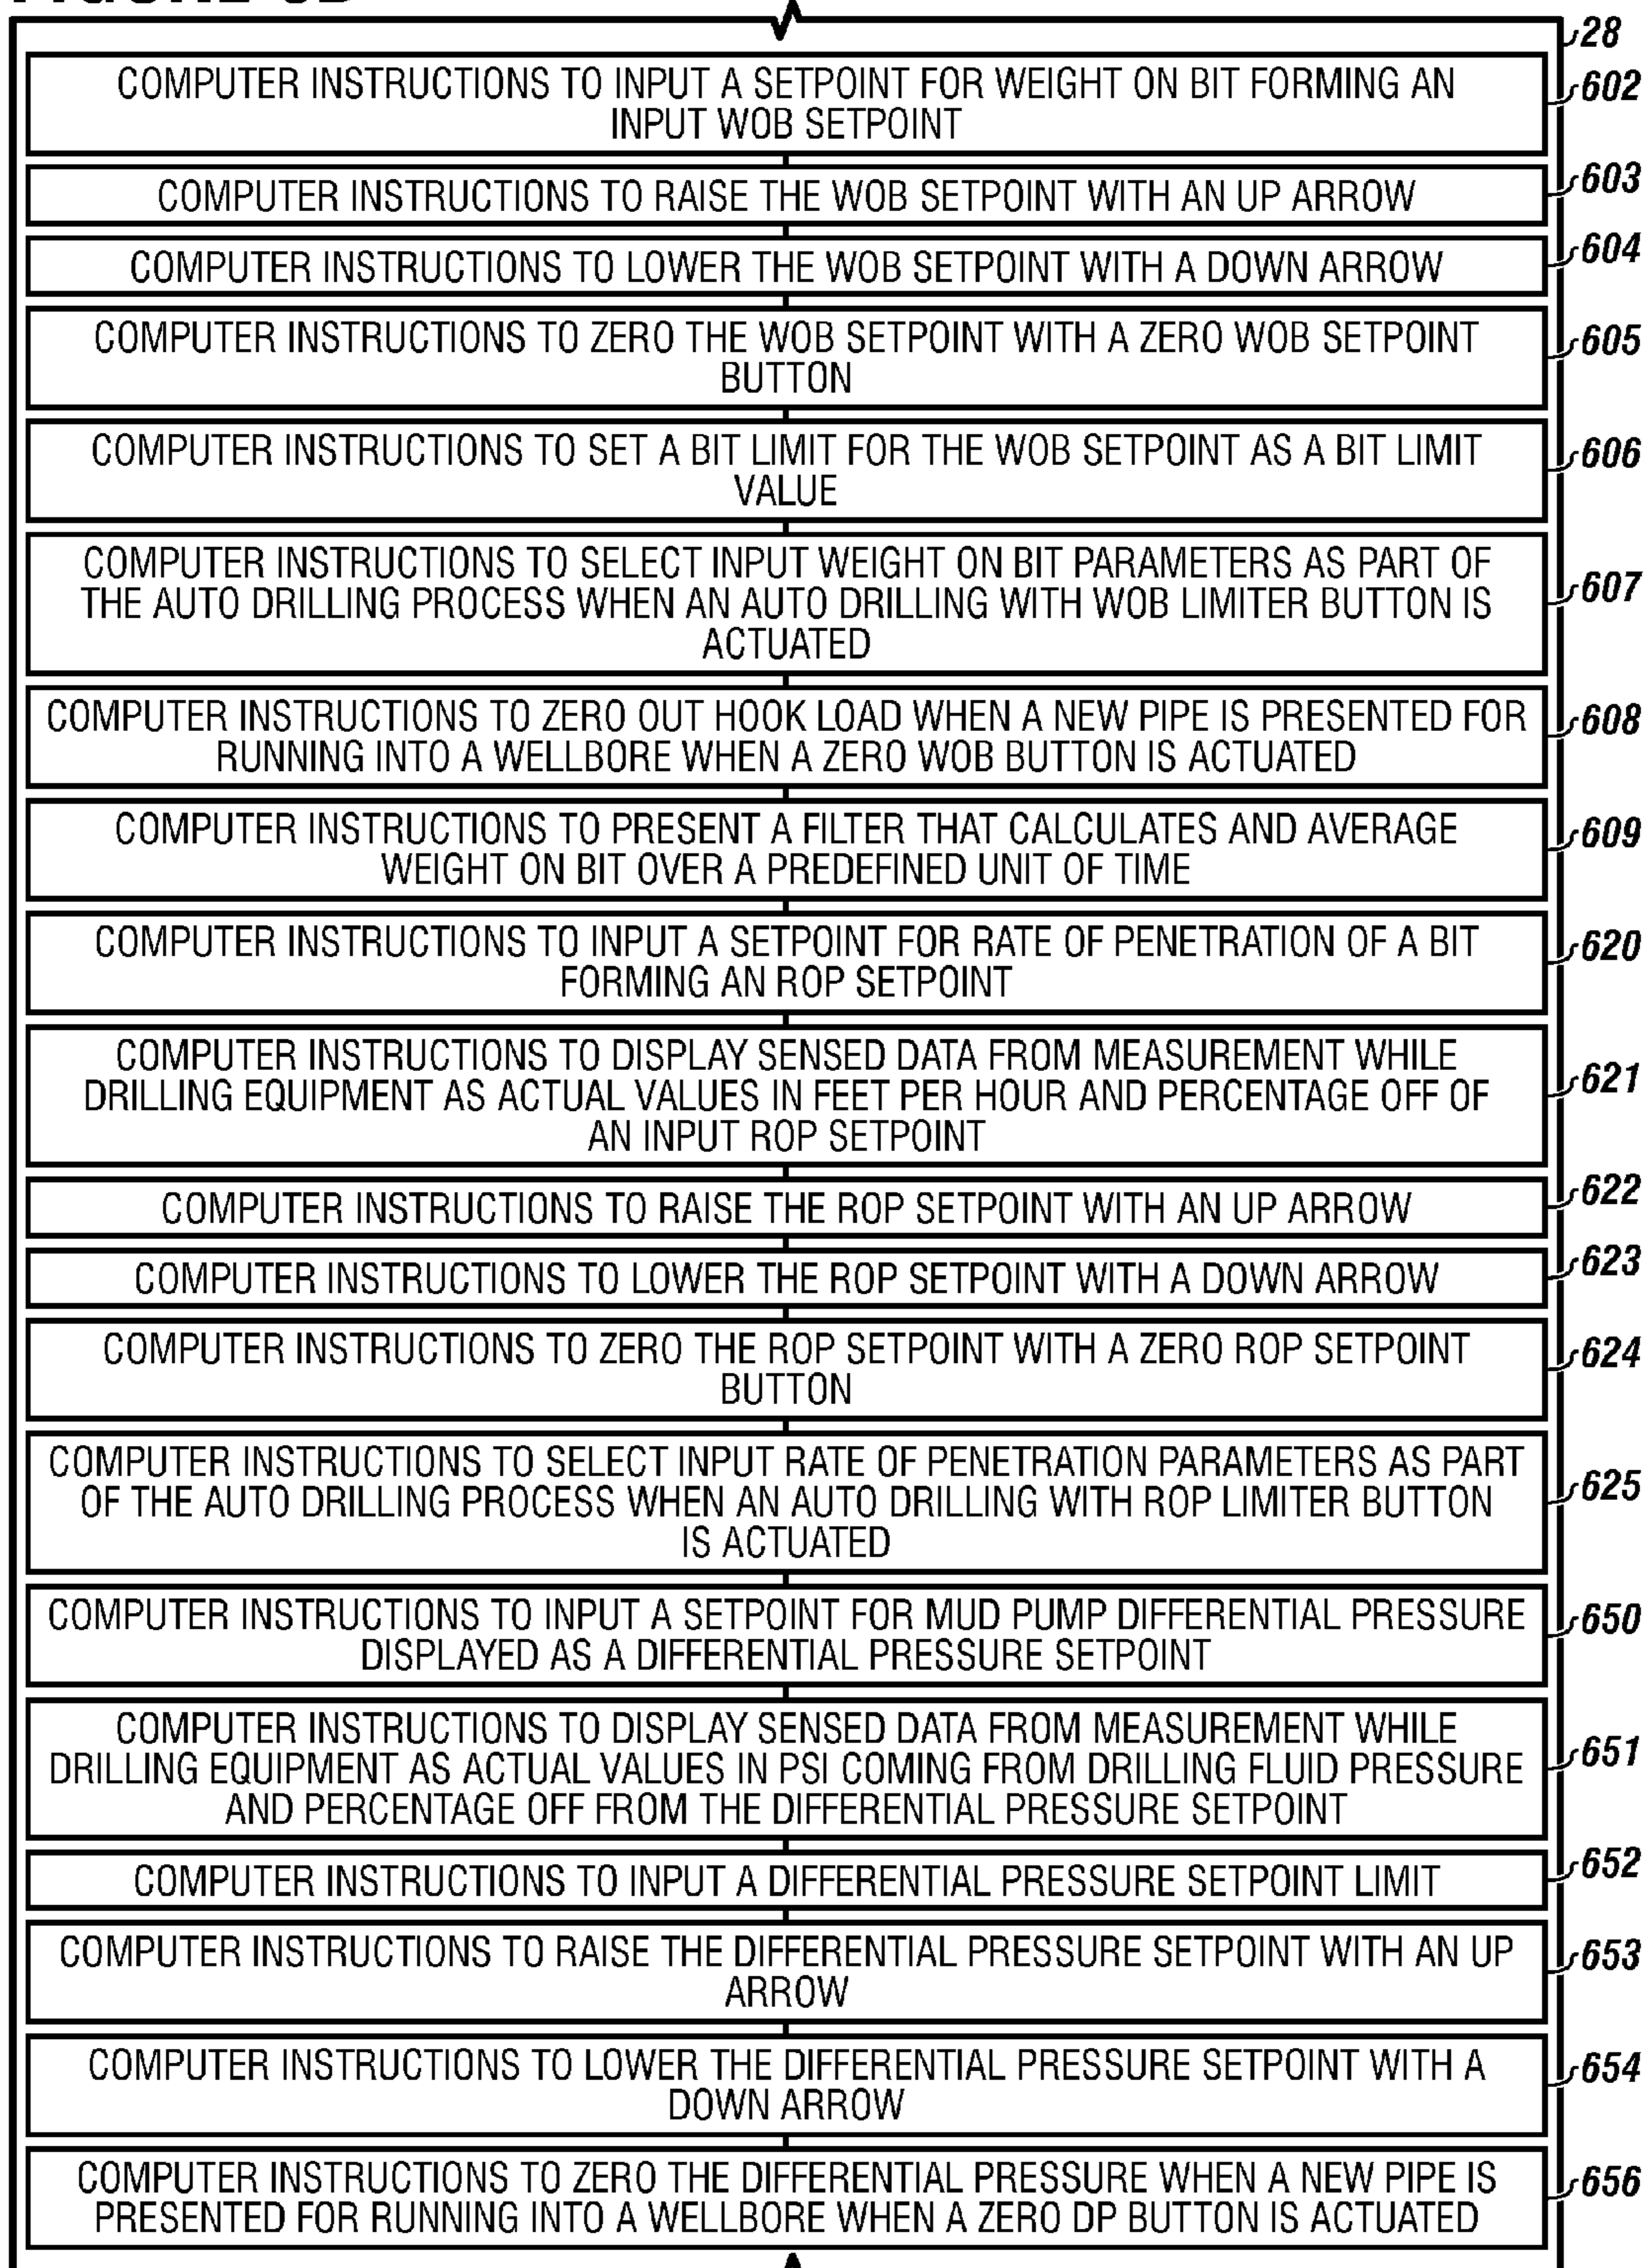 28
COMPUTER INSTRUCTIONS TO INPUT A SETPOINT FOR WEIGHT ON BIT FORMING AN
INPUT WOB SETPOINT
602
COMPUTER INSTRUCTIONS TO RAISE THE WOB SETPOINT WITH AN UP ARROW
603
COMPUTER INSTRUCTIONS TO LOWER THE WOB SETPOINT WITH A DOWN ARROW
604
COMPUTER INSTRUCTIONS TO ZERO THE WOB SETPOINT WITH A ZERO WOB SETPOINT
BUTTON
605
COMPUTER INSTRUCTIONS TO SET A BIT LIMIT FOR THE WOB SETPOINT AS A BIT LIMIT
VALUE
606
COMPUTER INSTRUCTIONS TO SELECT INPUT WEIGHT ON BIT PARAMETERS AS PART OF
THE AUTO DRILLING PROCESS WHEN AN AUTO DRILLING WITH WOB LIMITER BUTTON IS
ACTUATED
607
COMPUTER INSTRUCTIONS TO ZERO OUT HOOK LOAD WHEN A NEW PIPE IS PRESENTED FOR
RUNNING INTO A WELLBORE WHEN A ZERO WOB BUTTON IS ACTUATED
608
COMPUTER INSTRUCTIONS TO PRESENT A FILTER THAT CALCULATES AND AVERAGE
WEIGHT ON BIT OVER A PREDEFINED UNIT OF TIME
609
COMPUTER INSTRUCTIONS TO INPUT A SETPOINT FOR RATE OF PENETRATION OF A BIT
FORMING AN ROP SETPOINT
620
COMPUTER INSTRUCTIONS TO DISPLAY SENSED DATA FROM MEASUREMENT WHILE
DRILLING EQUIPMENT AS ACTUAL VALUES IN FEET PER HOUR AND PERCENTAGE OFF OF
AN INPUT ROP SETPOINT
621
COMPUTER INSTRUCTIONS TO RAISE THE ROP SETPOINT WITH AN UP ARROW
622
COMPUTER INSTRUCTIONS TO LOWER THE ROP SETPOINT WITH A DOWN ARROW
623
COMPUTER INSTRUCTIONS TO ZERO THE ROP SETPOINT WITH A ZERO ROP SETPOINT
BUTTON
624
COMPUTER INSTRUCTIONS TO SELECT INPUT RATE OF PENETRATION PARAMETERS AS PART
OF THE AUTO DRILLING PROCESS WHEN AN AUTO DRILLING WITH ROP LIMITER BUTTON
IS ACTUATED
625
COMPUTER INSTRUCTIONS TO INPUT A SETPOINT FOR MUD PUMP DIFFERENTIAL PRESSURE
DISPLAYED AS A DIFFERENTIAL PRESSURE SETPOINT
650
COMPUTER INSTRUCTIONS TO DISPLAY SENSED DATA FROM MEASUREMENT WHILE
DRILLING EQUIPMENT AS ACTUAL VALUES IN PSI COMING FROM DRILLING FLUID PRESSURE
AND PERCENTAGE OFF FROM THE DIFFERENTIAL PRESSURE SETPOINT
651
COMPUTER INSTRUCTIONS TO INPUT A DIFFERENTIAL PRESSURE SETPOINT LIMIT
652
COMPUTER INSTRUCTIONS TO RAISE THE DIFFERENTIAL PRESSURE SETPOINT WITH AN UP
ARROW
653
COMPUTER INSTRUCTIONS TO LOWER THE DIFFERENTIAL PRESSURE SETPOINT WITH A
DOWN ARROW
654
COMPUTER INSTRUCTIONS TO ZERO THE DIFFERENTIAL PRESSURE WHEN A NEW PIPE IS
PRESENTED FOR RUNNING INTO A WELLBORE WHEN A ZERO DP BUTTON IS ACTUATED
656